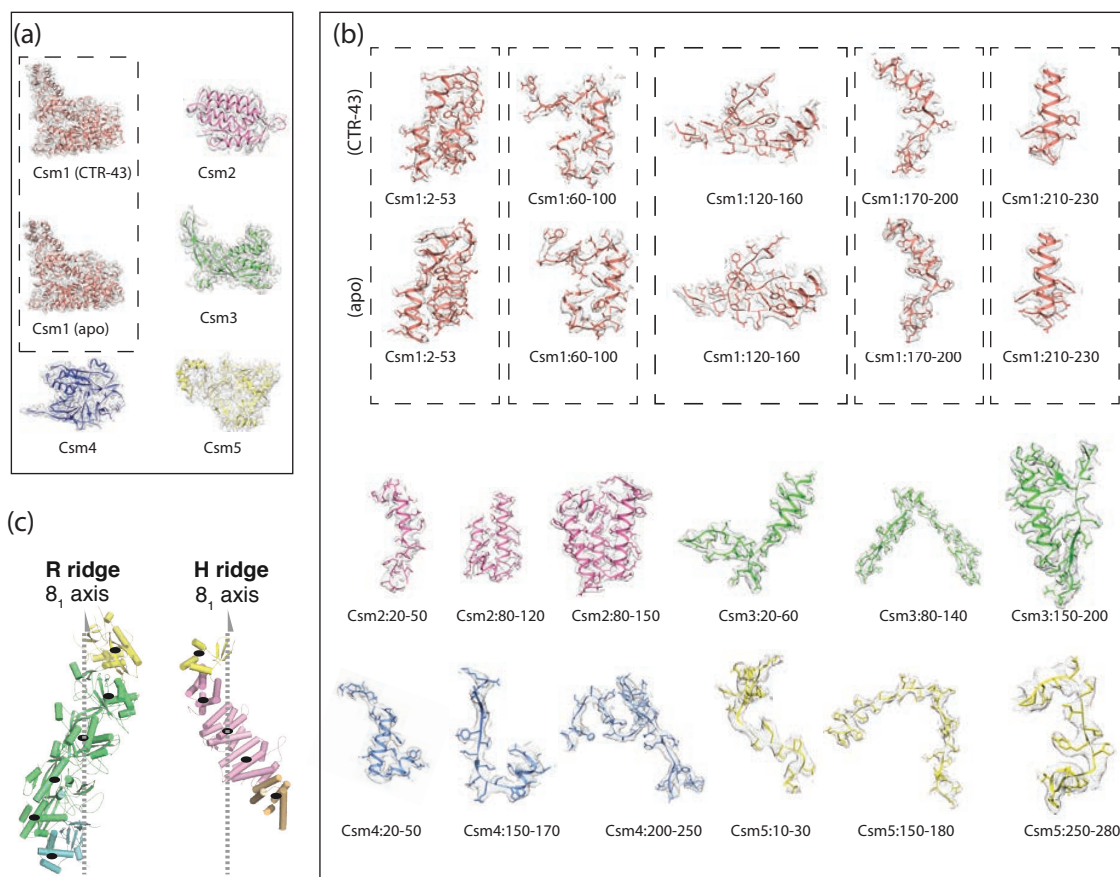 (a)
Csm1 (CTR-43)
Csm2
Csm1 (apo)
Csm3
Csm4
Csm5
(b)
(CTR-43)
Csm1:2-53
Csm1:60-100
Csm1:120-160
Csm1:170-200
Csm1:210-230
(apo)
Csm1:2-53
Csm1:60-100
Csm1:120-160
Csm1:170-200
Csm1:210-230
Csm2:20-50
Csm2:80-120
Csm2:80-150
Csm3:20-60
Csm3:80-140
Csm3:150-200
Csm4:20-50
Csm4:150-170
Csm4:200-250
Csm5:10-30
Csm5:150-180
Csm5:250-280
(c)
R ridge
8₁ axis
H ridge
8₁ axis